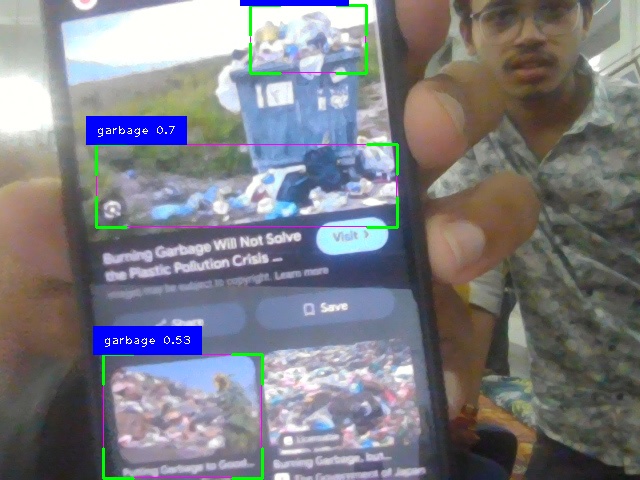 garbage 0.7
Burning Garbage Will Not Solve
the Plastic Pollution Crisis ...
Visit >
Images may be subject to copyright. Learn more
Share
Save
garbage 0.53
Putting Garbage to Good...
Burning Garbage, but...
The Government of Japan